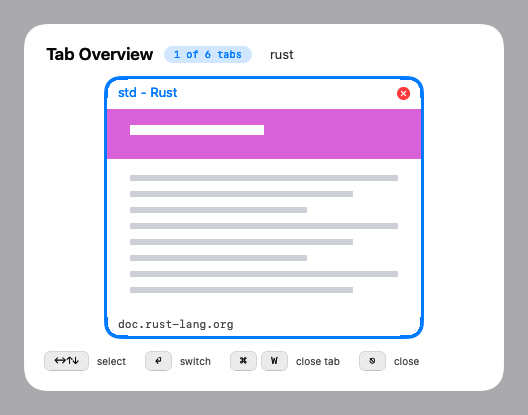 Tab Overview 1 of 6 tabs rust
std - Rust
doc.rust-lang.org
↔↑↓ select ↲ switch ⌘ W close tab ⎋ close